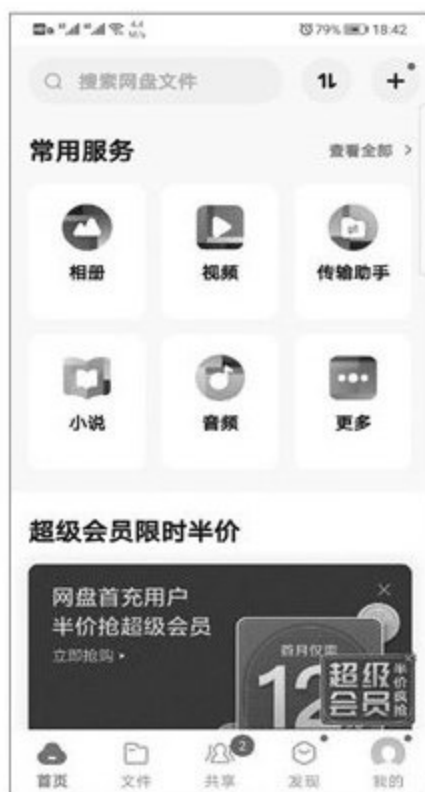 79% 18:42
搜索网盘文件
常用服务 查看全部 >
相册 视频 传输助手
小说 音频 更多
超级会员限时半价
网盘首充用户
半价抢超级会员
立即抢购
首月仅需
12
超级会员 半价疯抢
2
首页 文件 共享 发现 我的